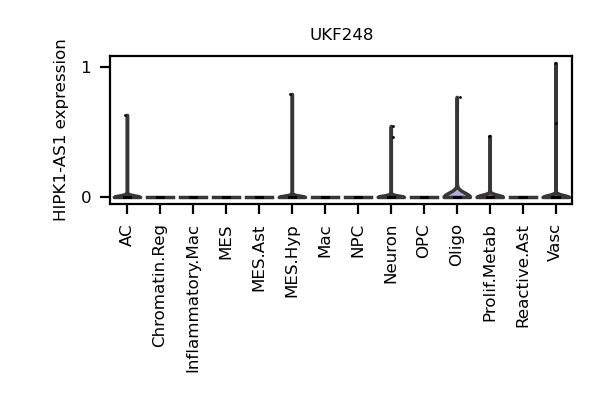 UKF248
HIPK1-AS1 expression
1
0
AC
Chromatin.Reg
Inflammatory.Mac
MES
MES.Ast
MES.Hyp
Mac
NPC
Neuron
OPC
Oligo
Prolif.Metab
Reactive.Ast
Vasc